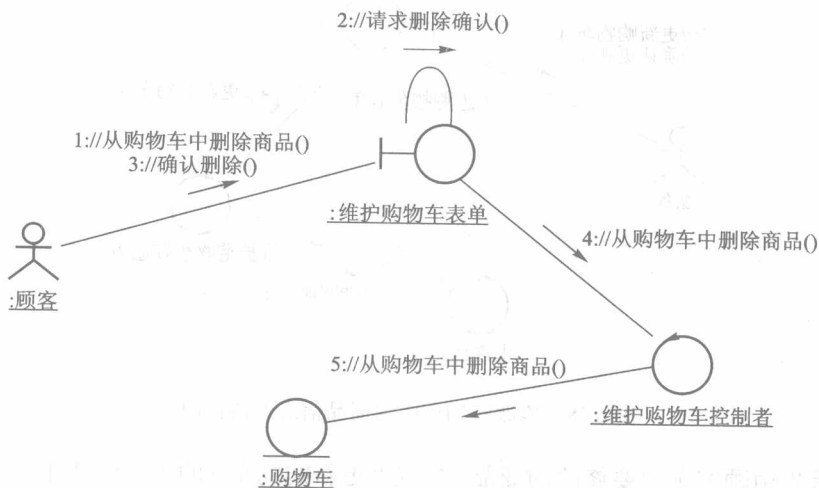 2://请求删除确认()
1://从购物车中删除商品()
3://确认删除()
:维护购物车表单
4://从购物车中删除商品()
:顾客
5://从购物车中删除商品()
:维护购物车控制者
:购物车